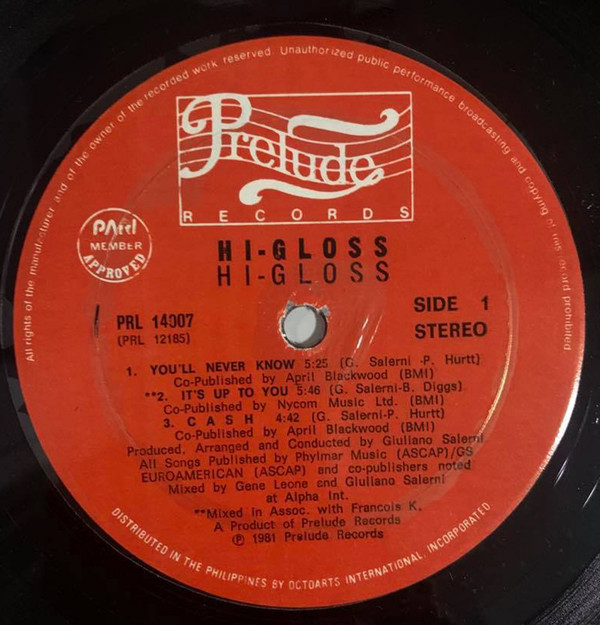 All rights of the manufacturer and of the owner of the recorded work reserved. Unauthorized public performance broadcasting and copying of this record prohibited
Prelude
RECORDS
PARI
MEMBER
APPROVED
HI-GLOSS
HI-GLOSS
PRL 14007
(PRL 12185)
SIDE 1
STEREO
1. YOU'LL NEVER KNOW 5:25 (G. Salerni -P. Hurtt)
Co-Published by April Blackwood (BMI)
**2. IT'S UP TO YOU 5:46 (G. Salerni-B. Diggs)
Co-Published by Nycom Music Ltd. (BMI)
3. CASH 4:42 (G. Salerni-P. Hurtt)
Co-Published by April Blackwood (BMI)
Produced, Arranged and Conducted by Giuliano Salerni
All Songs Published by Phylmar Music (ASCAP)/GS
EUROAMERICAN (ASCAP) and co-publishers noted
Mixed by Gene Leone and Giuliano Salerni
at Alpha Int.
**Mixed in Assoc. with Francois K.
A Product of Prelude Records
℗ 1981 Prelude Records
DISTRIBUTED IN THE PHILIPPINES BY OCTOARTS INTERNATIONAL, INCORPORATED